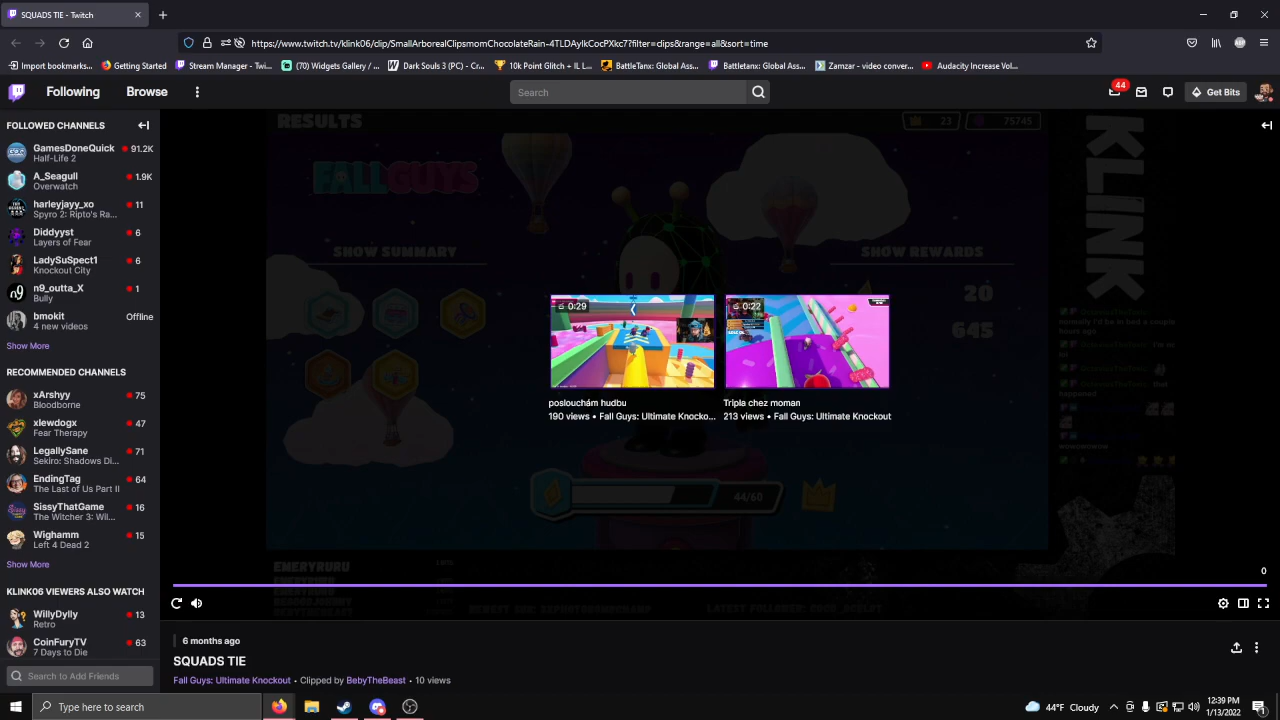 SQUADS TIE - Twitch
https://www.twitch.tv/klink06/clip/SmallArborealClipsmomChocolateRain-4TLDAyIkCocPXkc7?filter=clips&range=all&sort=time
Import bookmarks... Getting Started Stream Manager - Twi... (70) Widgets Gallery / ... Dark Souls 3 (PC) - Cr... 10k Point Glitch + IL L... BattleTanx: Global Ass... Battletanx: Global Ass... Zamzar - video conver... Audacity Increase Vol...
Following Browse Search 44 Get Bits
FOLLOWED CHANNELS
GamesDoneQuick 91.2K
Half-Life 2
A_Seagull 1.9K
Overwatch
harleyjayy_xo 11
Spyro 2: Ripto's Ra...
Diddyyst 6
Layers of Fear
LadySuSpect1 6
Knockout City
n9_outta_X 1
Bully
bmokit Offline
4 new videos
Show More
RECOMMENDED CHANNELS
xArshyy 75
Bloodborne
xlewdogx 47
Fear Therapy
LegallySane 71
Sekiro: Shadows Di...
EndingTag 64
The Last of Us Part II
SissyThatGame 16
The Witcher 3: Wil...
Wighamm 15
Left 4 Dead 2
Show More
KLINK06 VIEWERS ALSO WATCH
WillyDylly 13
Retro
CoinFuryTV 63
7 Days to Die
Search to Add Friends
RESULTS 23 75745
FALL GUYS
SHOW SUMMARY SHOW REWARDS
20
645
KLINK
0:29 0:22
poslouchám hudbu
190 views • Fall Guys: Ultimate Knocko...
Tripla chez moman
213 views • Fall Guys: Ultimate Knockout
44/60
EMERYRURU
0
6 months ago
SQUADS TIE
Fall Guys: Ultimate Knockout • Clipped by BebyTheBeast • 10 views
Type here to search
44°F Cloudy
12:39 PM
1/13/2022
1